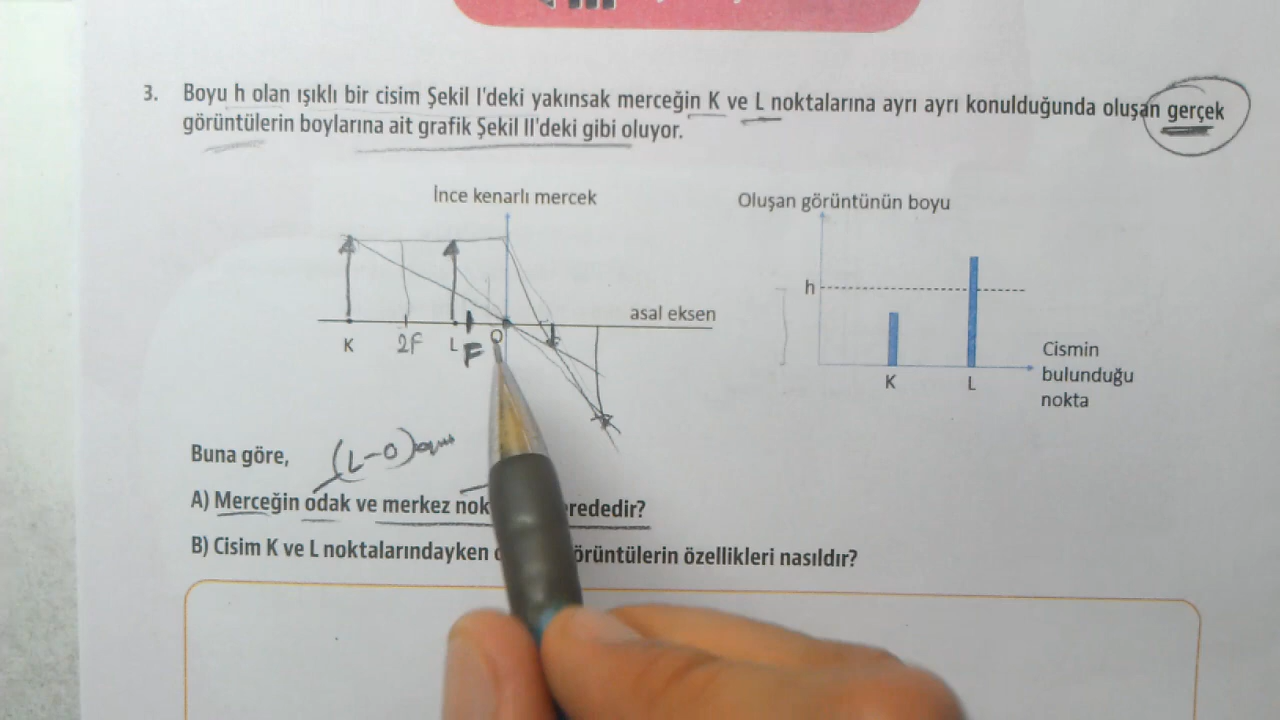 3. Boyu h olan ışıklı bir cisim Şekil I'deki yakınsak merceğin K ve L noktalarına ayrı ayrı konulduğunda oluşan gerçek
görüntülerin boylarına ait grafik Şekil II'deki gibi oluyor.
İnce kenarlı mercek
asal eksen
K 2F L F O
Oluşan görüntünün boyu
h
K L
Cismin
bulunduğu
nokta
Buna göre,
(L-O)
A) Merceğin odak ve merkez nok rededir?
B) Cisim K ve L noktalarındayken örüntülerin özellikleri nasıldır?